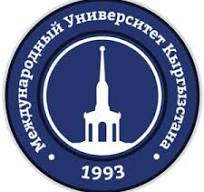 Международный Университет Кыргызстана
1993